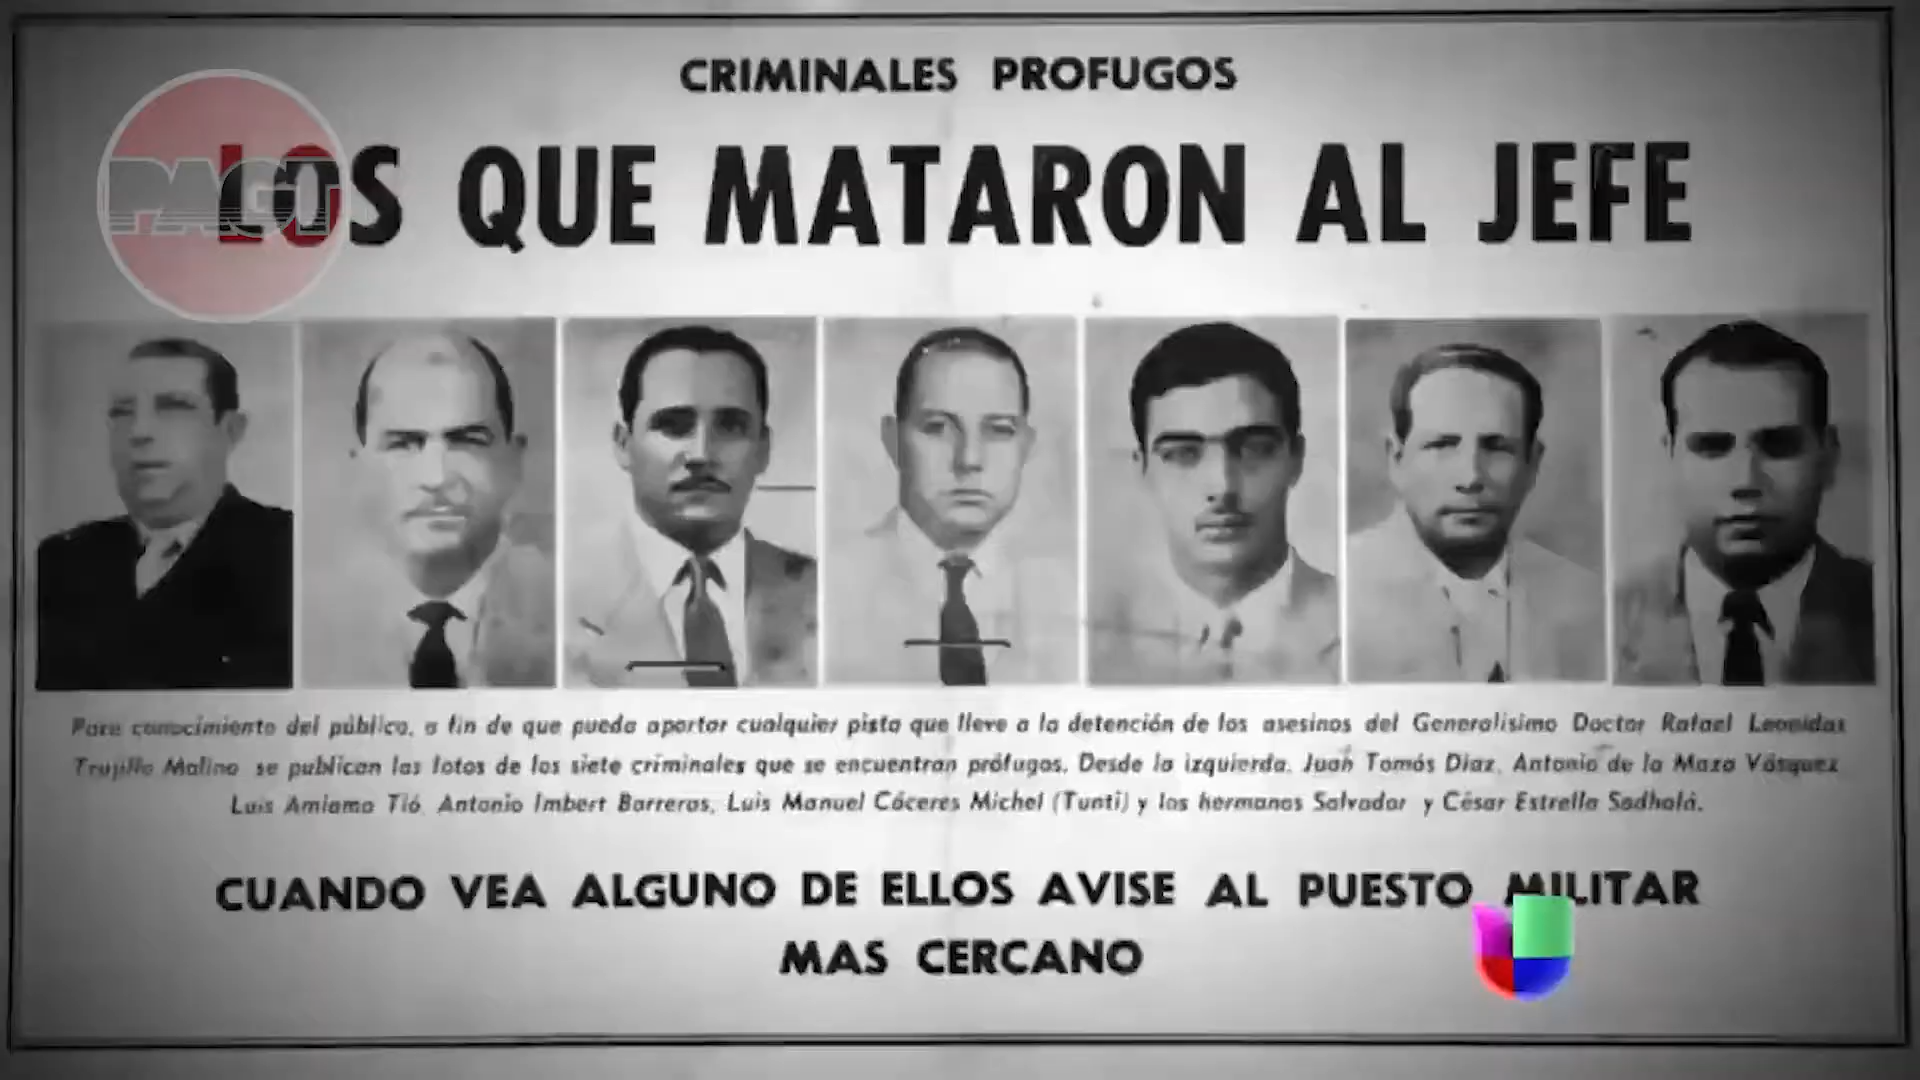 CRIMINALES PROFUGOS
PAGT
LOS QUE MATARON AL JEFE
Para conocimiento del público, a fin de que pueda aportar cualquier pista que lleve a la detención de los asesinos del Generalísimo Doctor Rafael Leonidas
Trujillo Molina se publican las fotos de los siete criminales que se encuentran prófugos. Desde la izquierda, Juan Tomás Diaz, Antonio de la Maza Vásquez
Luis Amiama Tió, Antonio Imbert Barreras, Luis Manuel Cáceres Michel (Tunti) y los hermanos Salvador y César Estrella Sadhalá.
CUANDO VEA ALGUNO DE ELLOS AVISE AL PUESTO MILITAR
MAS CERCANO